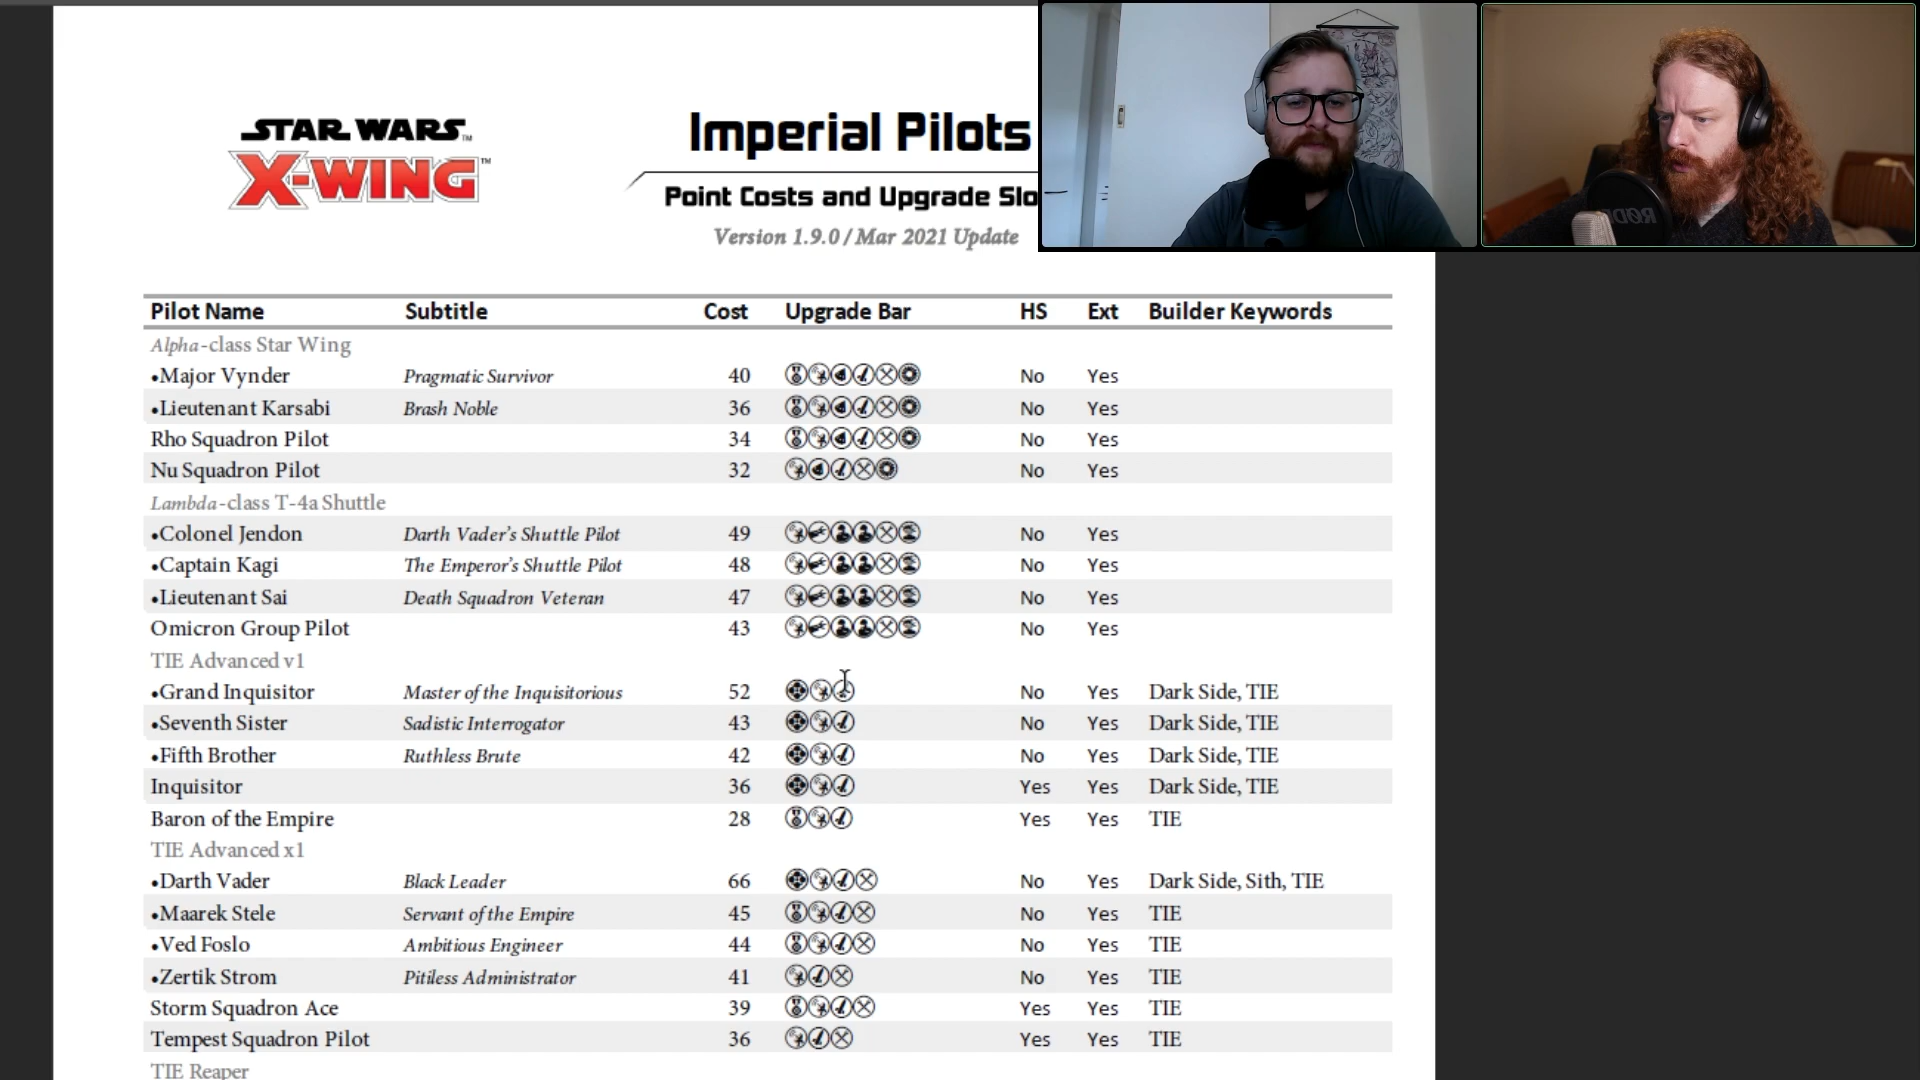 STAR WARS™
X-WING™
Imperial Pilots
Point Costs and Upgrade Slo
Version 1.9.0 / Mar 2021 Update
RØDE
Pilot Name Subtitle Cost Upgrade Bar HS Ext Builder Keywords
Alpha-class Star Wing
•Major Vynder Pragmatic Survivor 40 No Yes
•Lieutenant Karsabi Brash Noble 36 No Yes
Rho Squadron Pilot 34 No Yes
Nu Squadron Pilot 32 No Yes
Lambda-class T-4a Shuttle
•Colonel Jendon Darth Vader's Shuttle Pilot 49 No Yes
•Captain Kagi The Emperor's Shuttle Pilot 48 No Yes
•Lieutenant Sai Death Squadron Veteran 47 No Yes
Omicron Group Pilot 43 No Yes
TIE Advanced v1
•Grand Inquisitor Master of the Inquisitorious 52 No Yes Dark Side, TIE
•Seventh Sister Sadistic Interrogator 43 No Yes Dark Side, TIE
•Fifth Brother Ruthless Brute 42 No Yes Dark Side, TIE
Inquisitor 36 Yes Yes Dark Side, TIE
Baron of the Empire 28 Yes Yes TIE
TIE Advanced x1
•Darth Vader Black Leader 66 No Yes Dark Side, Sith, TIE
•Maarek Stele Servant of the Empire 45 No Yes TIE
•Ved Foslo Ambitious Engineer 44 No Yes TIE
•Zertik Strom Pitiless Administrator 41 No Yes TIE
Storm Squadron Ace 39 Yes Yes TIE
Tempest Squadron Pilot 36 Yes Yes TIE
TIE Reaper